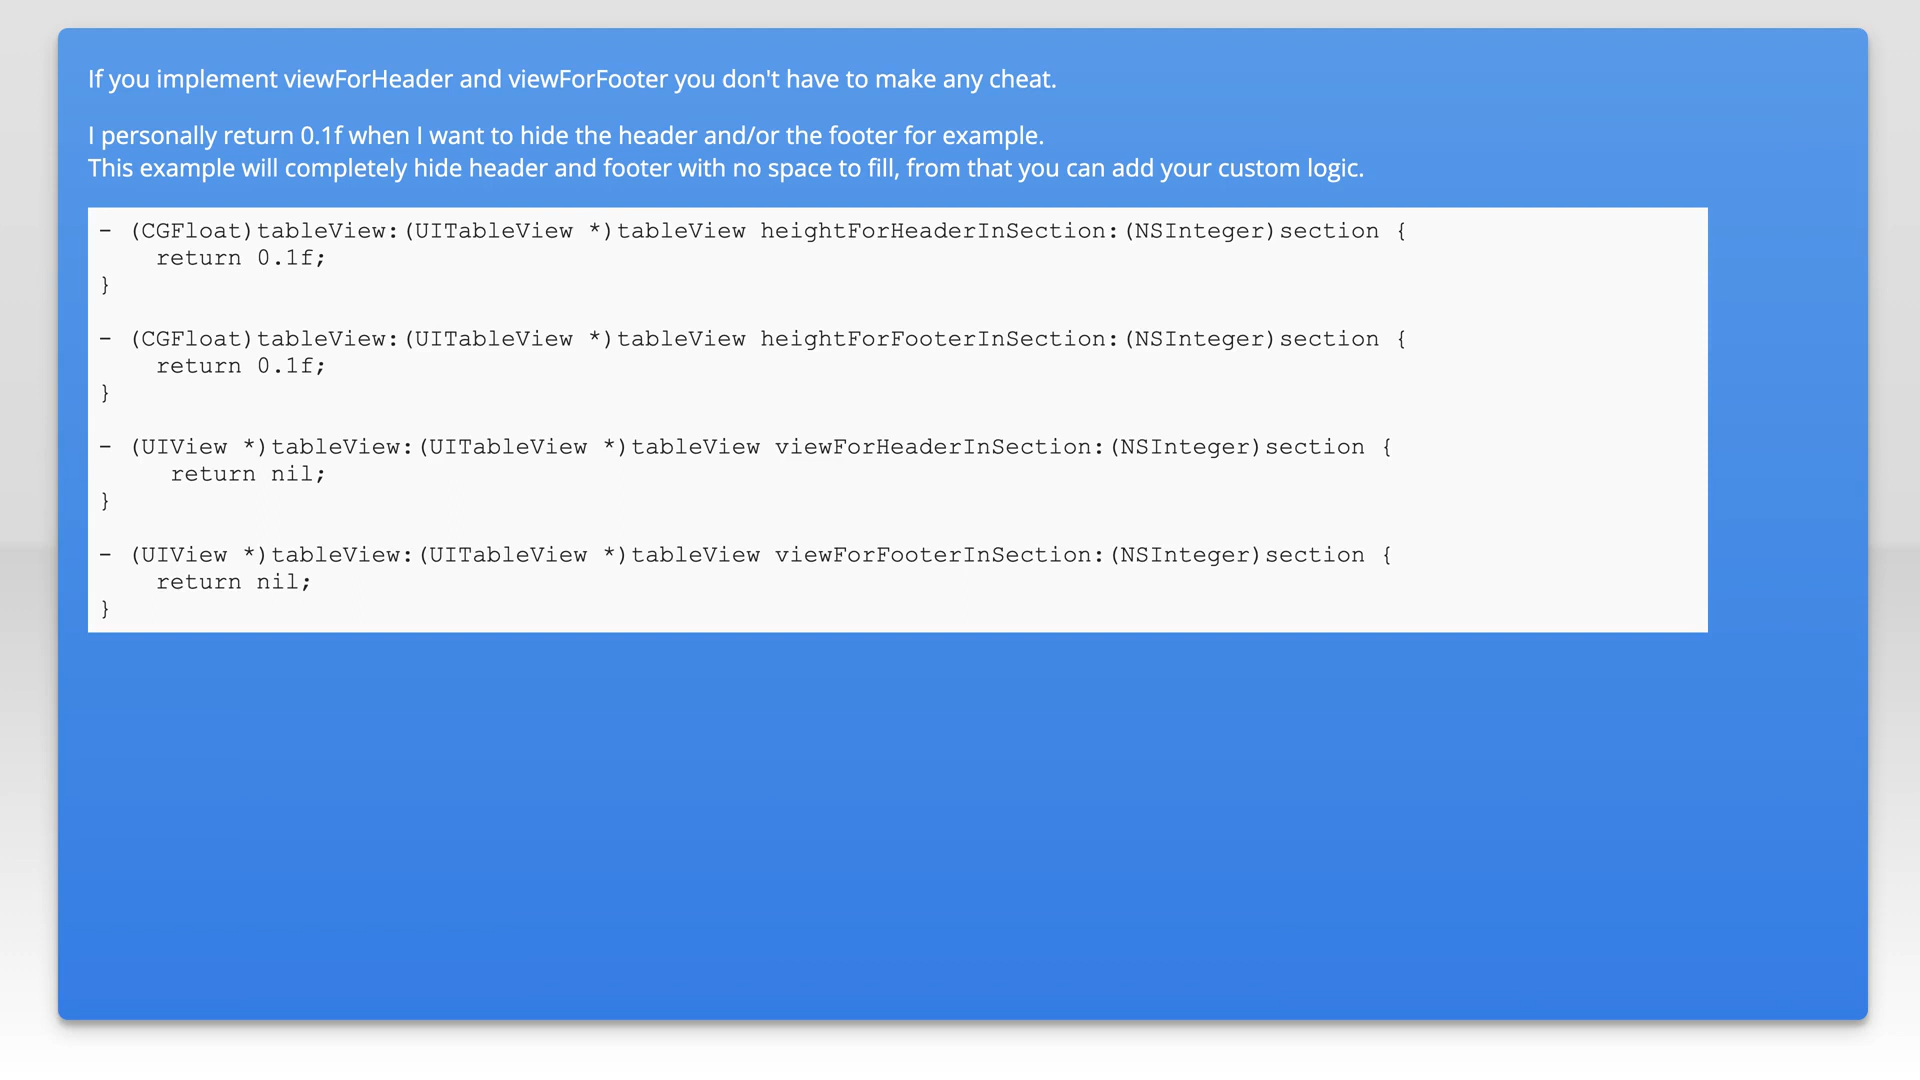 If you implement viewForHeader and viewForFooter you don't have to make any cheat.
I personally return 0.1f when I want to hide the header and/or the footer for example.
This example will completely hide header and footer with no space to fill, from that you can add your custom logic.
- (CGFloat)tableView:(UITableView *)tableView heightForHeaderInSection:(NSInteger)section {
    return 0.1f;
}
- (CGFloat)tableView:(UITableView *)tableView heightForFooterInSection:(NSInteger)section {
    return 0.1f;
}
- (UIView *)tableView:(UITableView *)tableView viewForHeaderInSection:(NSInteger)section {
     return nil;
}
- (UIView *)tableView:(UITableView *)tableView viewForFooterInSection:(NSInteger)section {
    return nil;
}